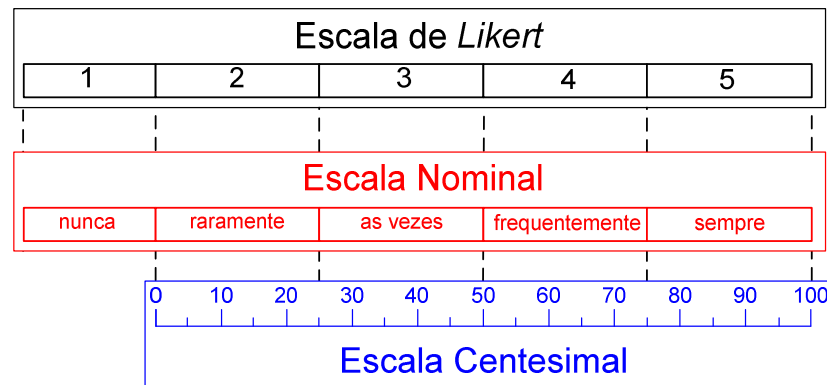 Escala de Likert
1 2 3 4 5
Escala Nominal
nunca raramente as vezes frequentemente sempre
0 10 20 30 40 50 60 70 80 90 100
Escala Centesimal